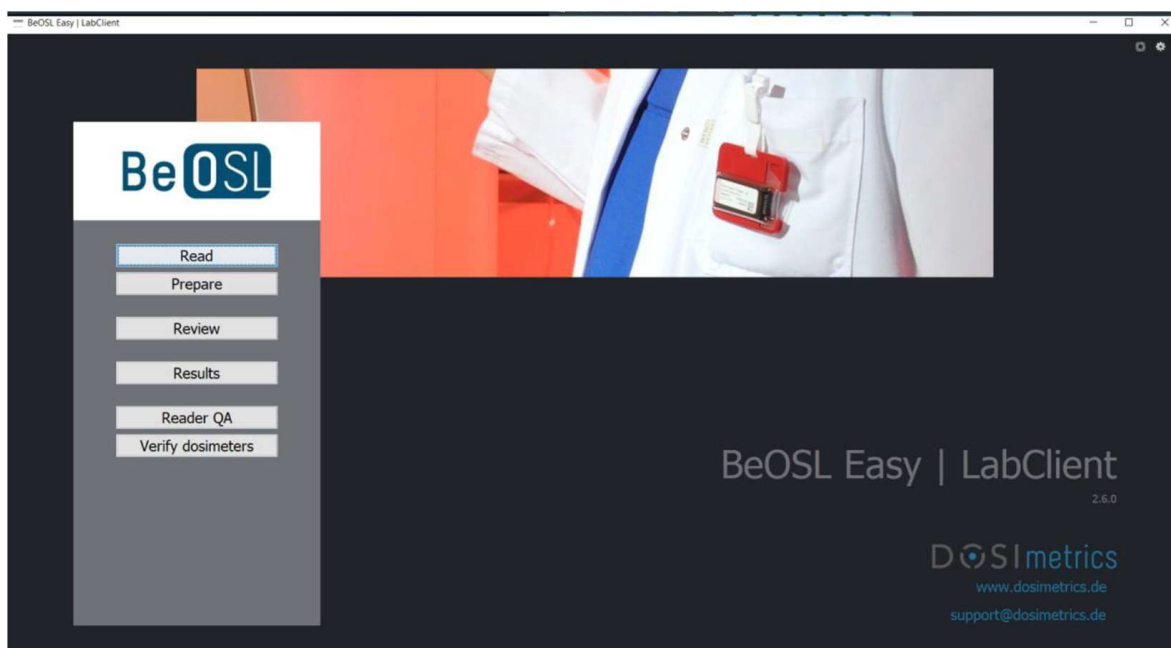 BeOSL Easy | LabClient
BeOSL
Read
Prepare
Review
Results
Reader QA
Verify dosimeters
BeOSL Easy | LabClient
2.6.0
DOSImetrics
www.dosimetrics.de
support@dosimetrics.de